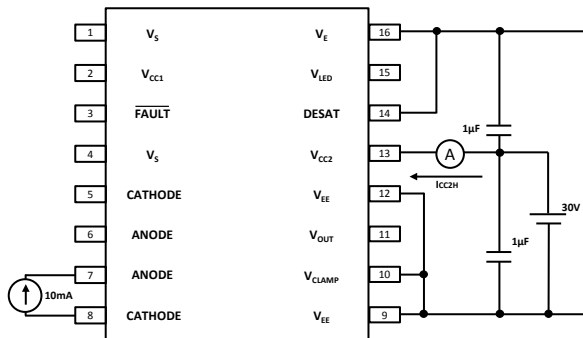 1 VS VE 16
2 VCC1 VLED 15
3 FAULT DESAT 14
4 VS VCC2 13 A
1µF
ICC2H
5 CATHODE VEE 12
30V
6 ANODE VOUT 11
1µF
7 ANODE VCLAMP 10
10mA
8 CATHODE VEE 9